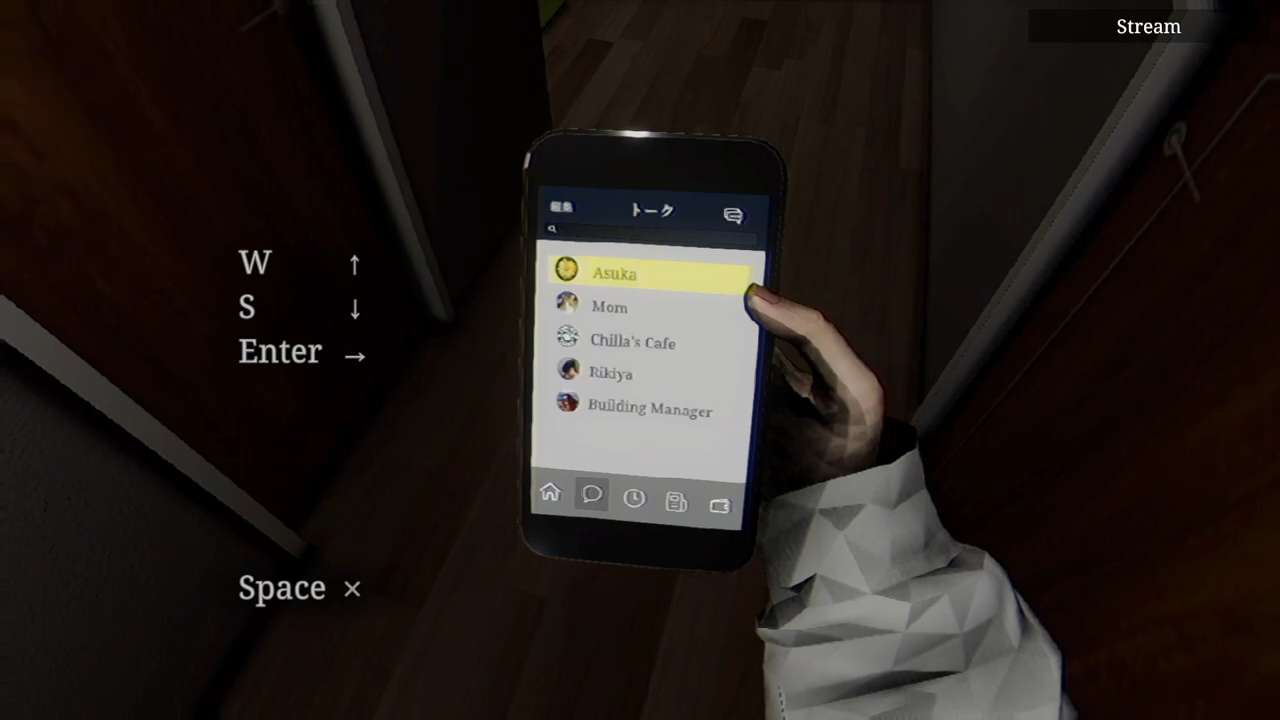 Stream
W ↑
S ↓
Enter →
Space ×
編集 トーク
Asuka
Mom
Chilla's Cafe
Rikiya
Building Manager